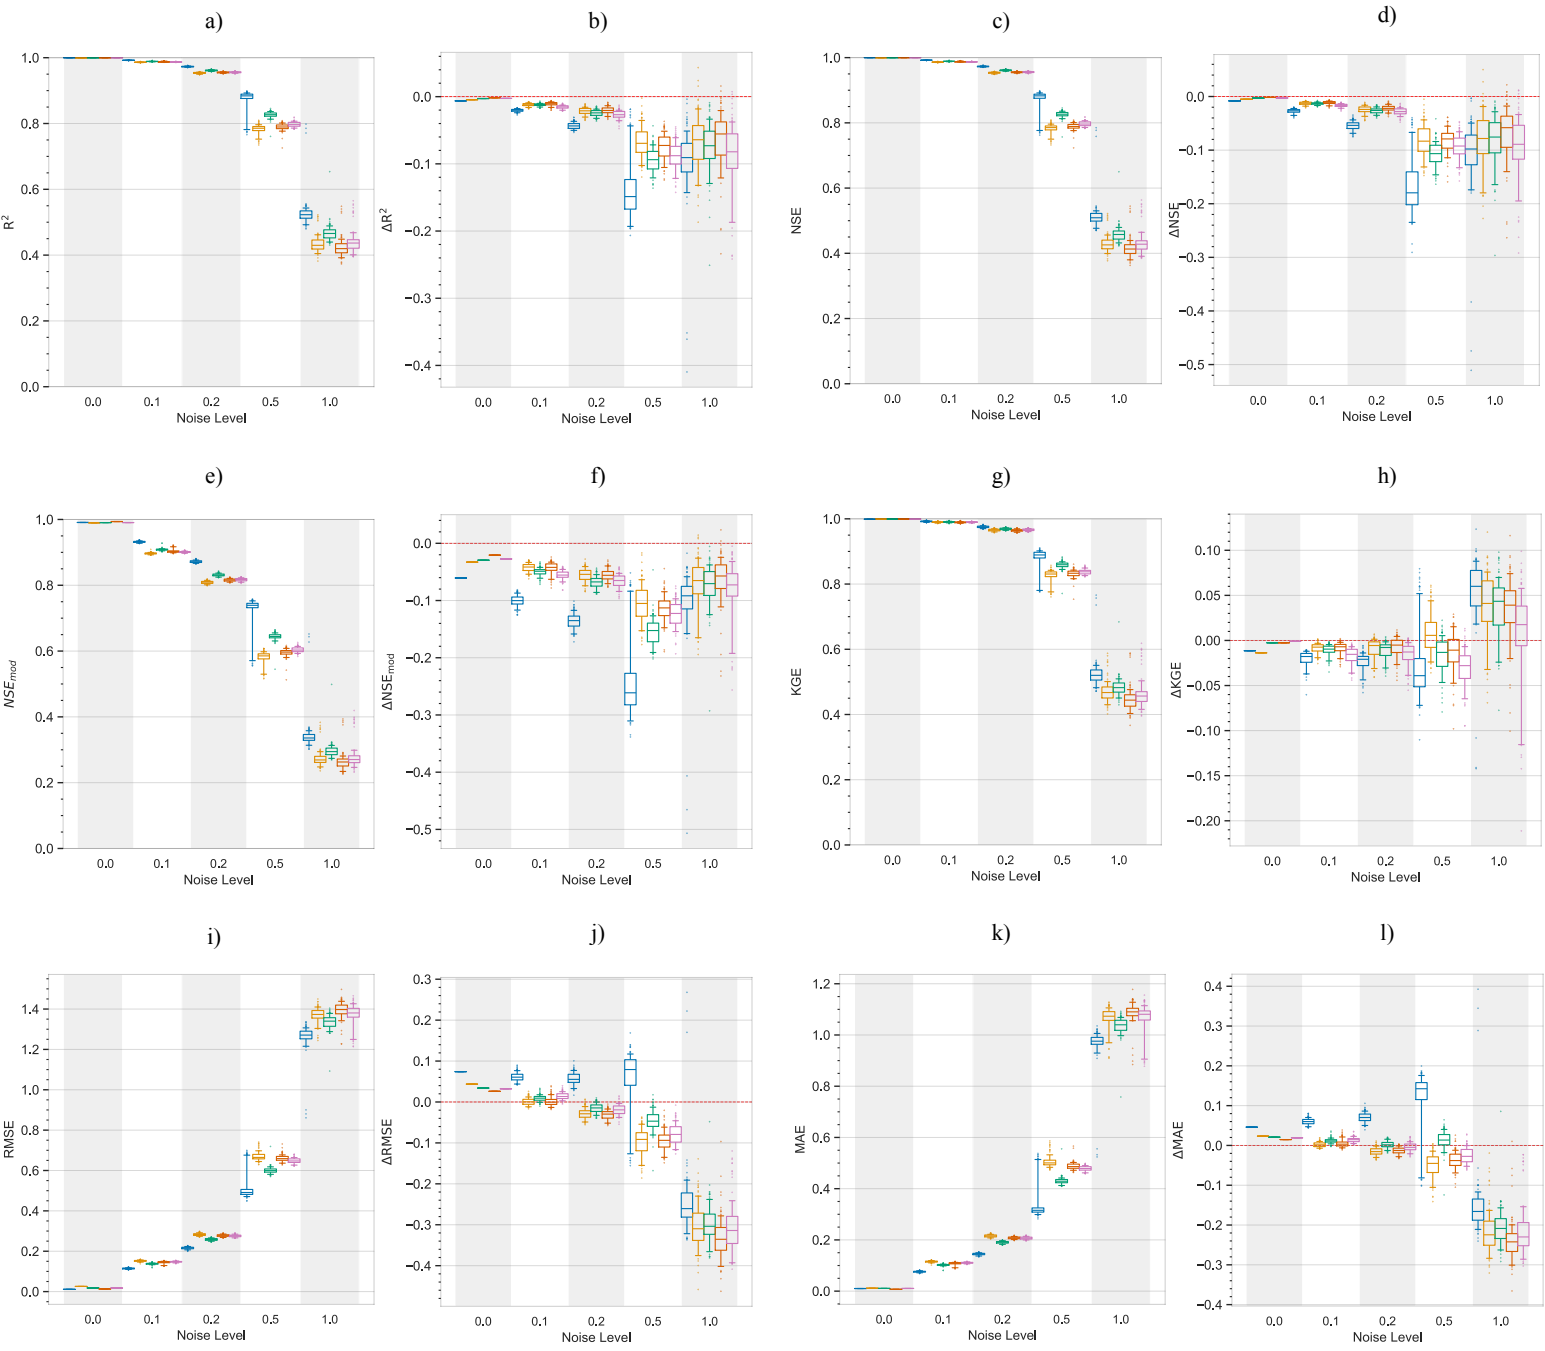 a)
b)
c)
d)
1.0
0.8
0.6
0.4
0.2
0.0
R²
0.0 0.1 0.2 0.5 1.0
Noise Level
0.0
−0.1
−0.2
−0.3
−0.4
ΔR²
0.0 0.1 0.2 0.5 1.0
Noise Level
1.0
0.8
0.6
0.4
0.2
0.0
NSE
0.0 0.1 0.2 0.5 1.0
Noise Level
0.0
−0.1
−0.2
−0.3
−0.4
−0.5
ΔNSE
0.0 0.1 0.2 0.5 1.0
Noise Level
e)
f)
g)
h)
1.0
0.8
0.6
0.4
0.2
0.0
NSE_mod
0.0 0.1 0.2 0.5 1.0
Noise Level
0.0
−0.1
−0.2
−0.3
−0.4
−0.5
ΔNSE_mod
0.0 0.1 0.2 0.5 1.0
Noise Level
1.0
0.8
0.6
0.4
0.2
0.0
KGE
0.0 0.1 0.2 0.5 1.0
Noise Level
0.10
0.05
0.00
−0.05
−0.10
−0.15
−0.20
ΔKGE
0.0 0.1 0.2 0.5 1.0
Noise Level
i)
j)
k)
l)
1.4
1.2
1.0
0.8
0.6
0.4
0.2
0.0
RMSE
0.0 0.1 0.2 0.5 1.0
Noise Level
0.3
0.2
0.1
0.0
−0.1
−0.2
−0.3
−0.4
ΔRMSE
0.0 0.1 0.2 0.5 1.0
Noise Level
1.2
1.0
0.8
0.6
0.4
0.2
0.0
MAE
0.0 0.1 0.2 0.5 1.0
Noise Level
0.4
0.3
0.2
0.1
0.0
−0.1
−0.2
−0.3
−0.4
ΔMAE
0.0 0.1 0.2 0.5 1.0
Noise Level